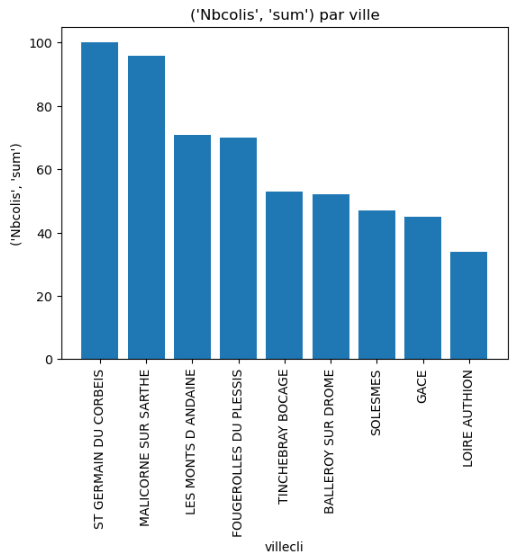 ('Nbcolis', 'sum') par ville
('Nbcolis', 'sum')
100
80
60
40
20
0
ST GERMAIN DU CORBEIS
MALICORNE SUR SARTHE
LES MONTS D ANDAINE
FOUGEROLLES DU PLESSIS
TINCHEBRAY BOCAGE
BALLEROY SUR DROME
SOLESMES
GACE
LOIRE AUTHION
villecli